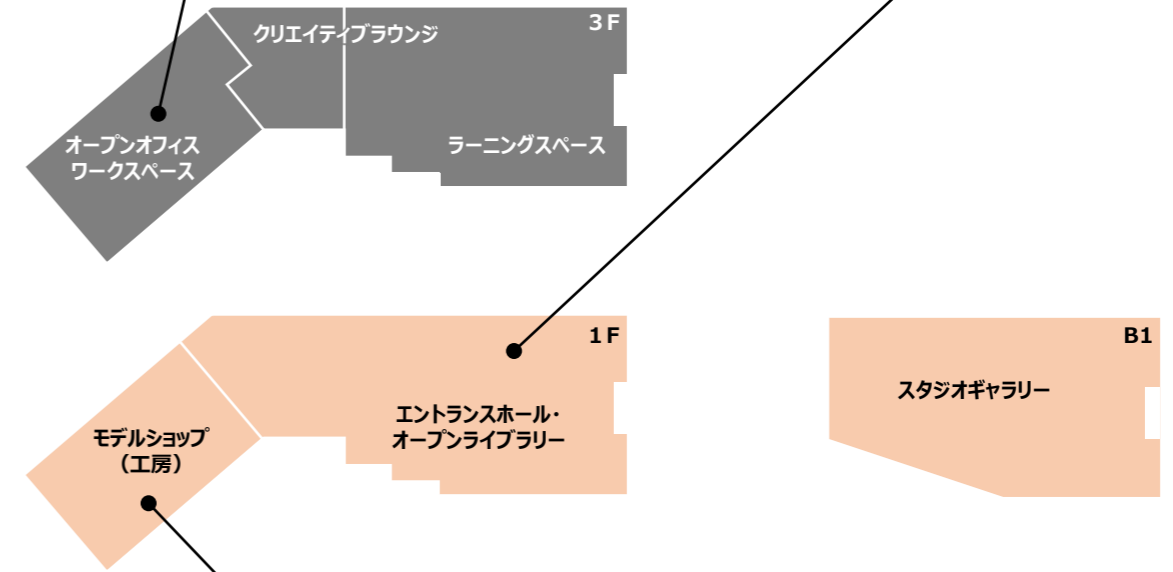 クリエイティブラウンジ
3F
オープンオフィス
ワークスペース
ラーニングスペース
1F
モデルショップ
(工房)
エントランスホール・
オープンライブラリー
B1
スタジオギャラリー